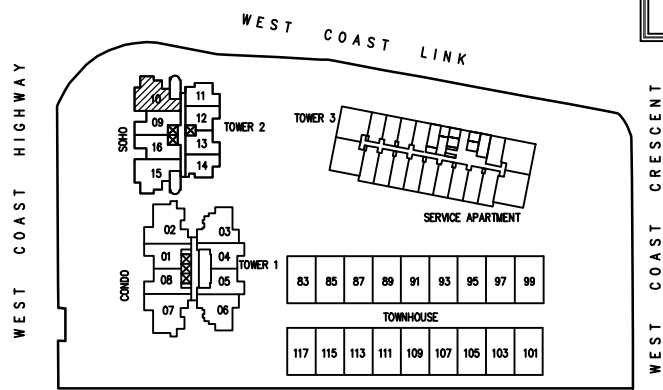 WEST COAST LINK
WEST COAST HIGHWAY
WEST COAST CRESCENT
10
11
09
12
TOWER 2
SOHO
16
13
15
14
TOWER 3
SERVICE APARTMENT
02
03
01
04
TOWER 1
CONDO
08
05
07
06
83 85 87 89 91 93 95 97 99
TOWNHOUSE
117 115 113 111 109 107 105 103 101